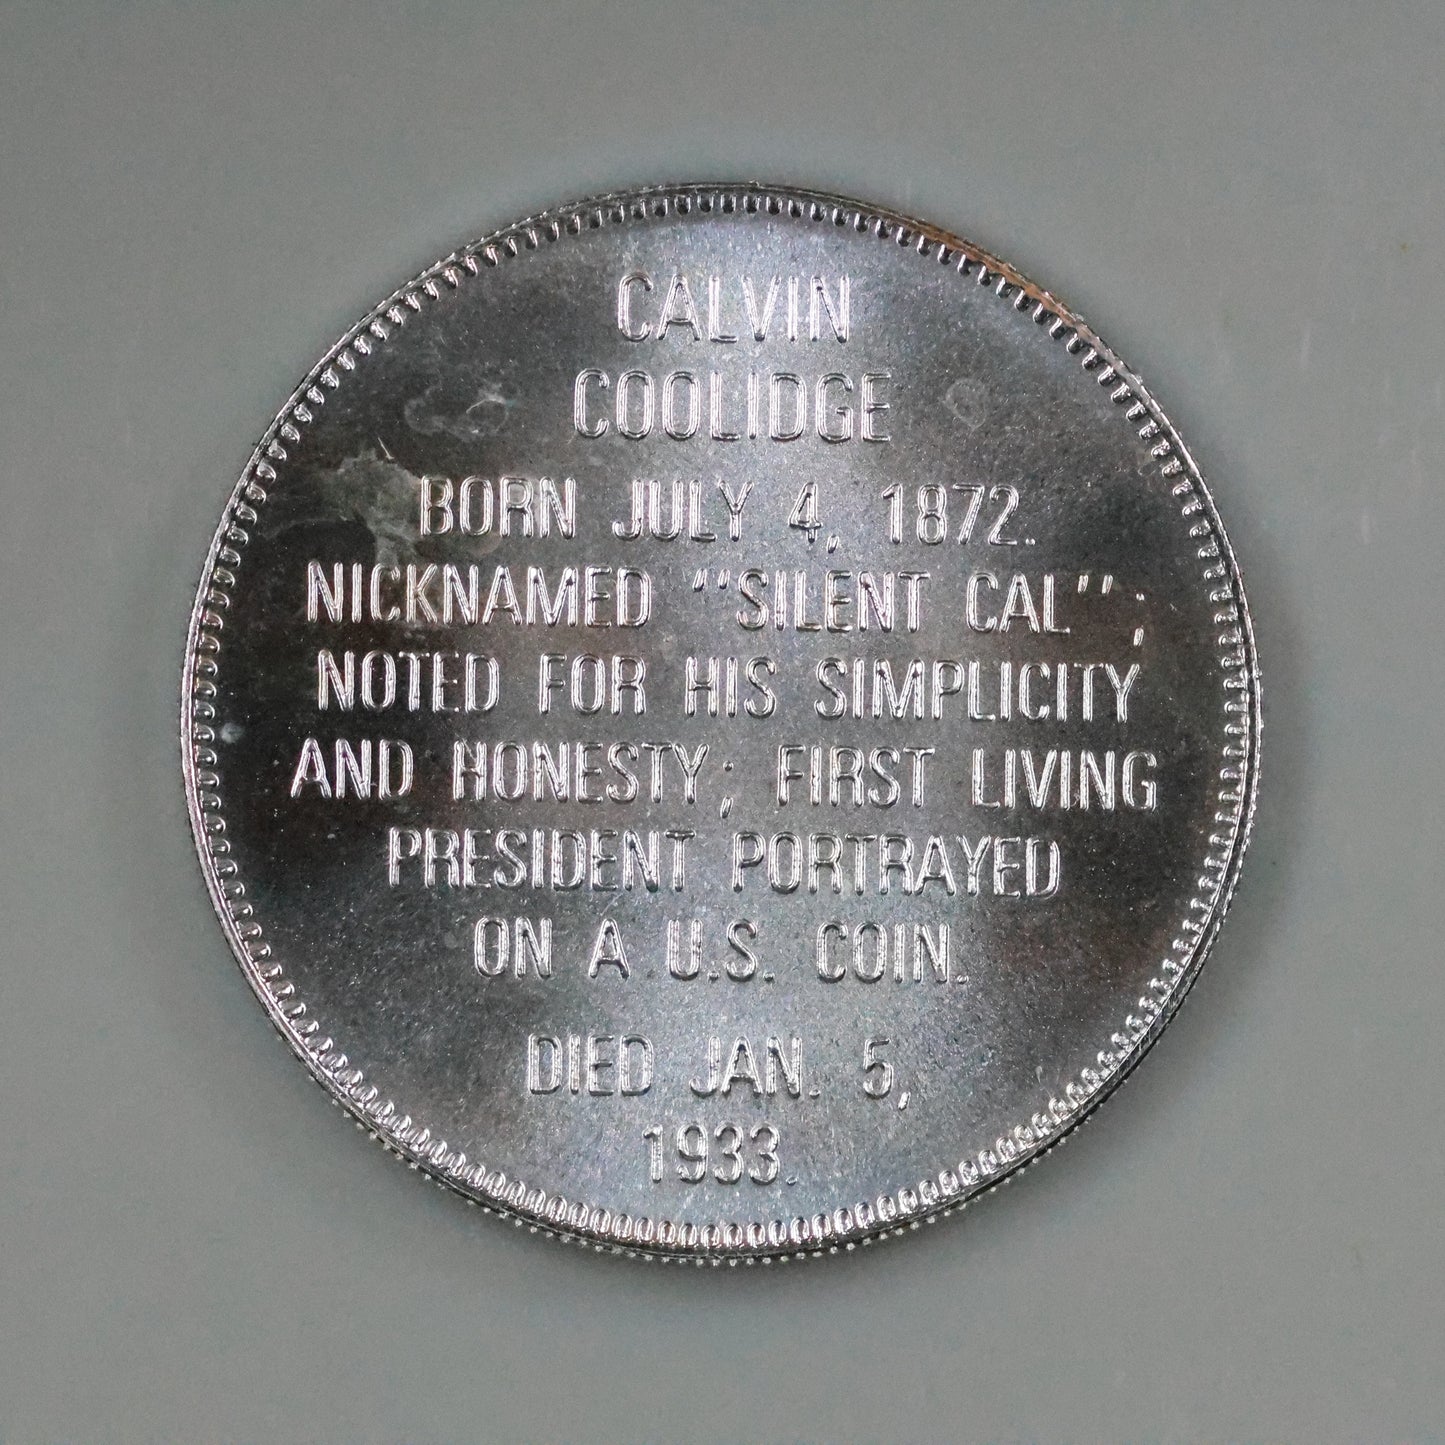 CALVIN
COOLIDGE
BORN JULY 4, 1872.
NICKNAMED "SILENT CAL";
NOTED FOR HIS SIMPLICITY
AND HONESTY; FIRST LIVING
PRESIDENT PORTRAYED
ON A U.S. COIN.
DIED JAN. 5,
1933.